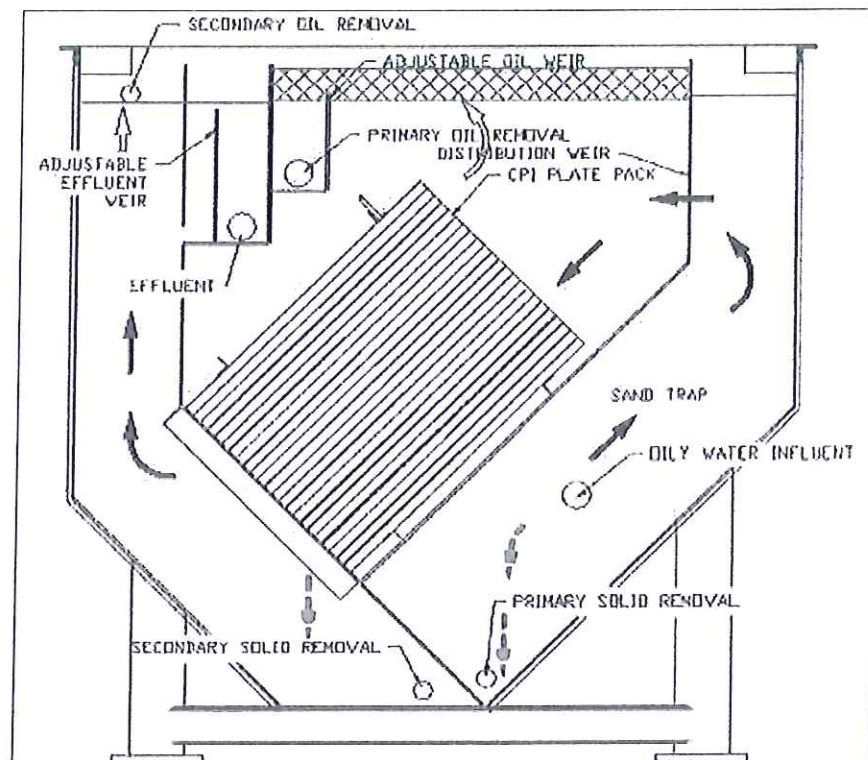 SECONDARY OIL REMOVAL
ADJUSTABLE OIL WEIR
PRIMARY OIL REMOVAL
DISTRIBUTION WEIR
CPI PLATE PACK
ADJUSTABLE
EFFLUENT
WEIR
EFFLUENT
SAND TRAP
OILY WATER INFLUENT
PRIMARY SOLID REMOVAL
SECONDARY SOLID REMOVAL